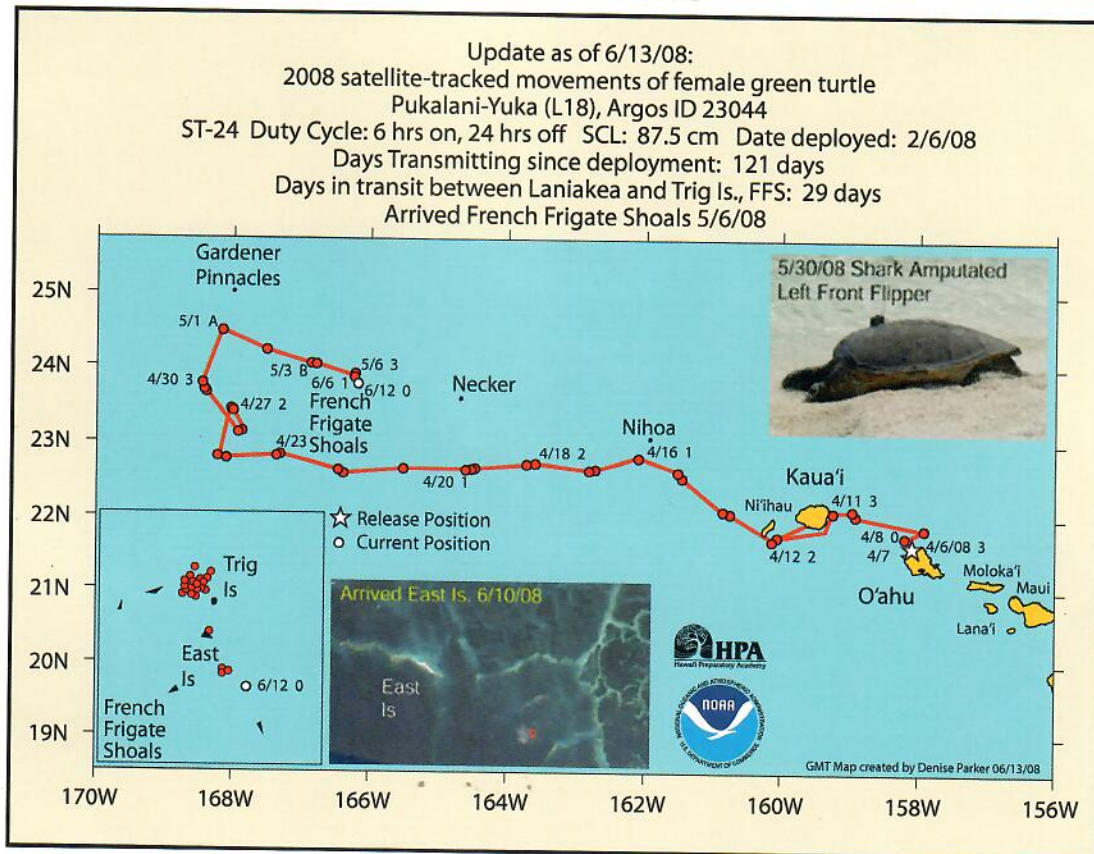 Update as of 6/13/08:
2008 satellite-tracked movements of female green turtle
Pukalani-Yuka (L18), Argos ID 23044
ST-24 Duty Cycle: 6 hrs on, 24 hrs off SCL: 87.5 cm Date deployed: 2/6/08
Days Transmitting since deployment: 121 days
Days in transit between Laniakea and Trig Is., FFS: 29 days
Arrived French Frigate Shoals 5/6/08
Gardener
Pinnacles
5/30/08 Shark Amputated
Left Front Flipper
25N
24N
23N
22N
21N
20N
19N
5/1 A
4/30 3
5/3 B
5/6 3
6/6 1
6/12 0
4/27 2
French
Frigate
Shoals
Necker
4/23
4/20 1
4/18 2
Nihoa
4/16 1
Kaua'i
Ni'ihau
4/11 3
4/12 2
4/8 0
4/7
4/6/08 3
O'ahu
Moloka'i
Maui
Lana'i
Release Position
Current Position
Trig
Is
East
Is
6/12 0
French
Frigate
Shoals
Arrived East Is. 6/10/08
East
Is
HPA
Hawai'i Preparatory Academy
NATIONAL OCEANIC AND ATMOSPHERIC ADMINISTRATION
NOAA
U.S. DEPARTMENT OF COMMERCE
GMT Map created by Denise Parker 06/13/08
170W
168W
166W
164W
162W
160W
158W
156W